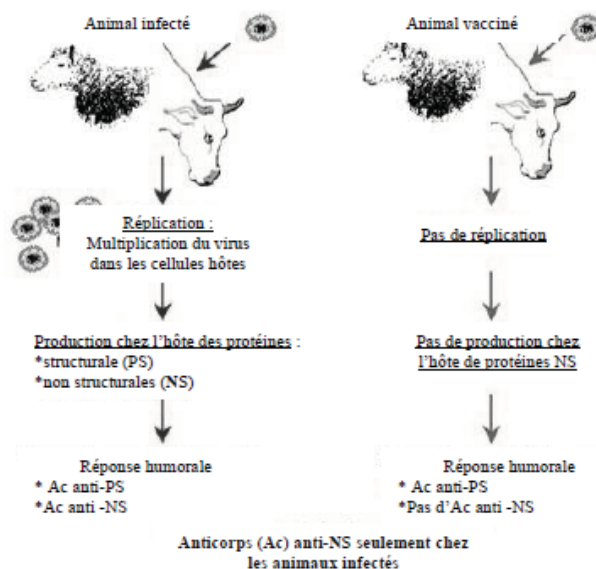 Animal infecté
Animal vacciné
Réplication :
Multiplication du virus
dans les cellules hôtes
Pas de réplication
Production chez l'hôte des protéines :
*structurale (PS)
*non structurales (NS)
Pas de production chez
l'hôte de protéines NS
Réponse humorale
* Ac anti-PS
*Ac anti -NS
Réponse humorale
* Ac anti-PS
*Pas d'Ac anti -NS
Anticorps (Ac) anti-NS seulement chez
les animaux infectés